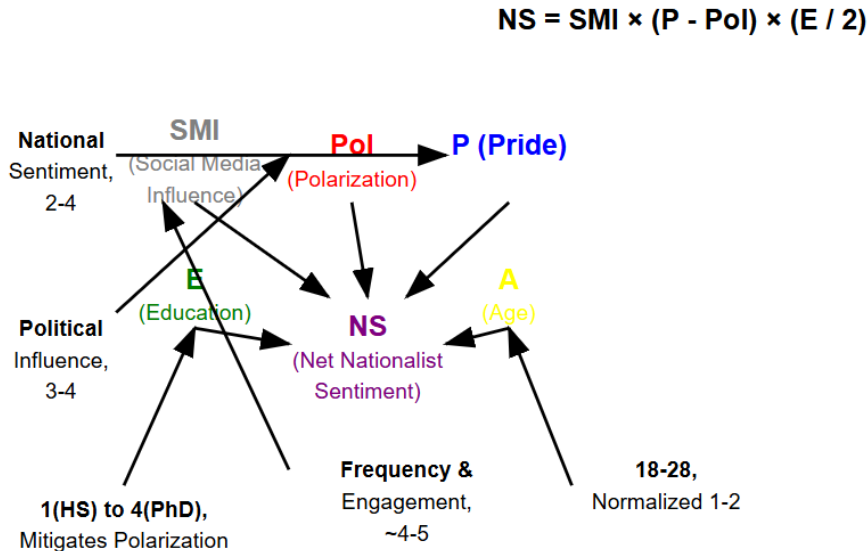 NS = SMI × (P - Pol) × (E / 2)
National
Sentiment,
2-4
SMI
(Social Media
Influence)
Pol
(Polarization)
P (Pride)
Political
Influence,
3-4
E
(Education)
NS
(Net Nationalist
Sentiment)
A
(Age)
1(HS) to 4(PhD),
Mitigates Polarization
Frequency &
Engagement,
~4-5
18-28,
Normalized 1-2